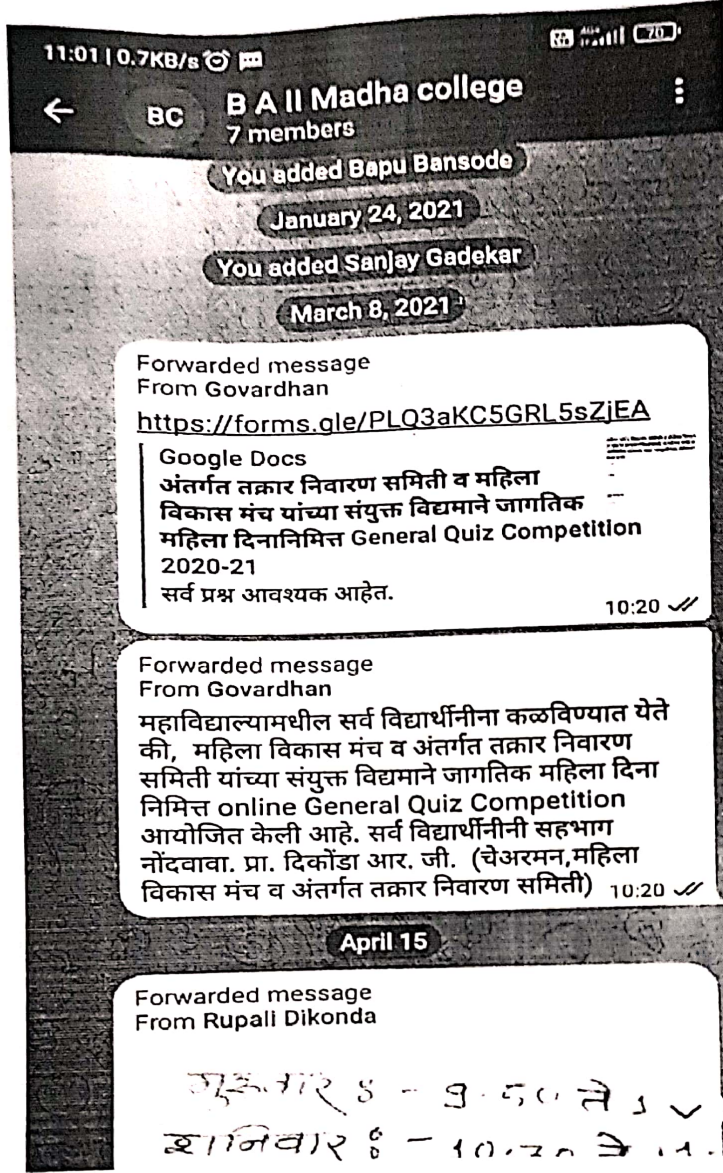 11:01 | 0.7KB/s
70
BC
B A II Madha college
7 members
You added Bapu Bansode
January 24, 2021
You added Sanjay Gadekar
March 8, 2021
Forwarded message
From Govardhan
https://forms.gle/PLQ3aKC5GRL5sZjEA
Google Docs
अंतर्गत तक्रार निवारण समिती व महिला
विकास मंच यांच्या संयुक्त विद्यमाने जागतिक
महिला दिनानिमित्त General Quiz Competition
2020-21
सर्व प्रश्न आवश्यक आहेत.
10:20
Forwarded message
From Govardhan
महाविद्याल्यामधील सर्व विद्यार्थीनीना कळविण्यात येते
की, महिला विकास मंच व अंतर्गत तक्रार निवारण
समिती यांच्या संयुक्त विद्यमाने जागतिक महिला दिना
निमित्त online General Quiz Competition
आयोजित केली आहे. सर्व विद्यार्थीनीनी सहभाग
नोंदवावा. प्रा. दिकोंडा आर. जी. (चेअरमन,महिला
विकास मंच व अंतर्गत तक्रार निवारण समिती) 10:20
April 15
Forwarded message
From Rupali Dikonda
शनिवार :-